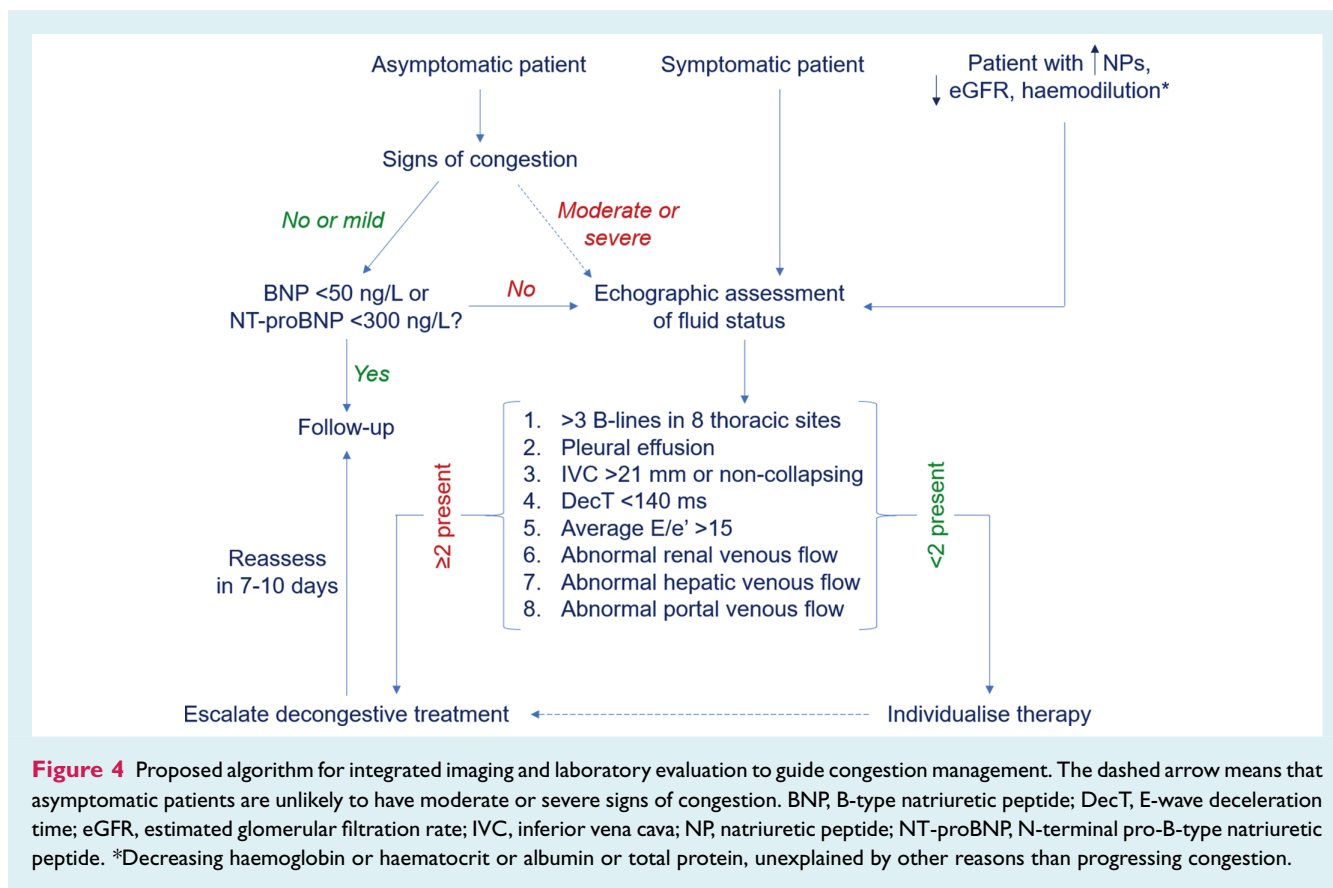 Asymptomatic patient
Symptomatic patient
Patient with ↑ NPs,
↓ eGFR, haemodilution*
Signs of congestion
No or mild
Moderate or
severe
BNP <50 ng/L or
NT-proBNP <300 ng/L?
No
Echographic assessment
of fluid status
Yes
Follow-up
1. >3 B-lines in 8 thoracic sites
2. Pleural effusion
3. IVC >21 mm or non-collapsing
4. DecT <140 ms
5. Average E/e’ >15
6. Abnormal renal venous flow
7. Abnormal hepatic venous flow
8. Abnormal portal venous flow
≥2 present
<2 present
Reassess
in 7-10 days
Escalate decongestive treatment
Individualise therapy
Figure 4 Proposed algorithm for integrated imaging and laboratory evaluation to guide congestion management. The dashed arrow means that
asymptomatic patients are unlikely to have moderate or severe signs of congestion. BNP, B-type natriuretic peptide; DecT, E-wave deceleration
time; eGFR, estimated glomerular filtration rate; IVC, inferior vena cava; NP, natriuretic peptide; NT-proBNP, N-terminal pro-B-type natriuretic
peptide. *Decreasing haemoglobin or haematocrit or albumin or total protein, unexplained by other reasons than progressing congestion.